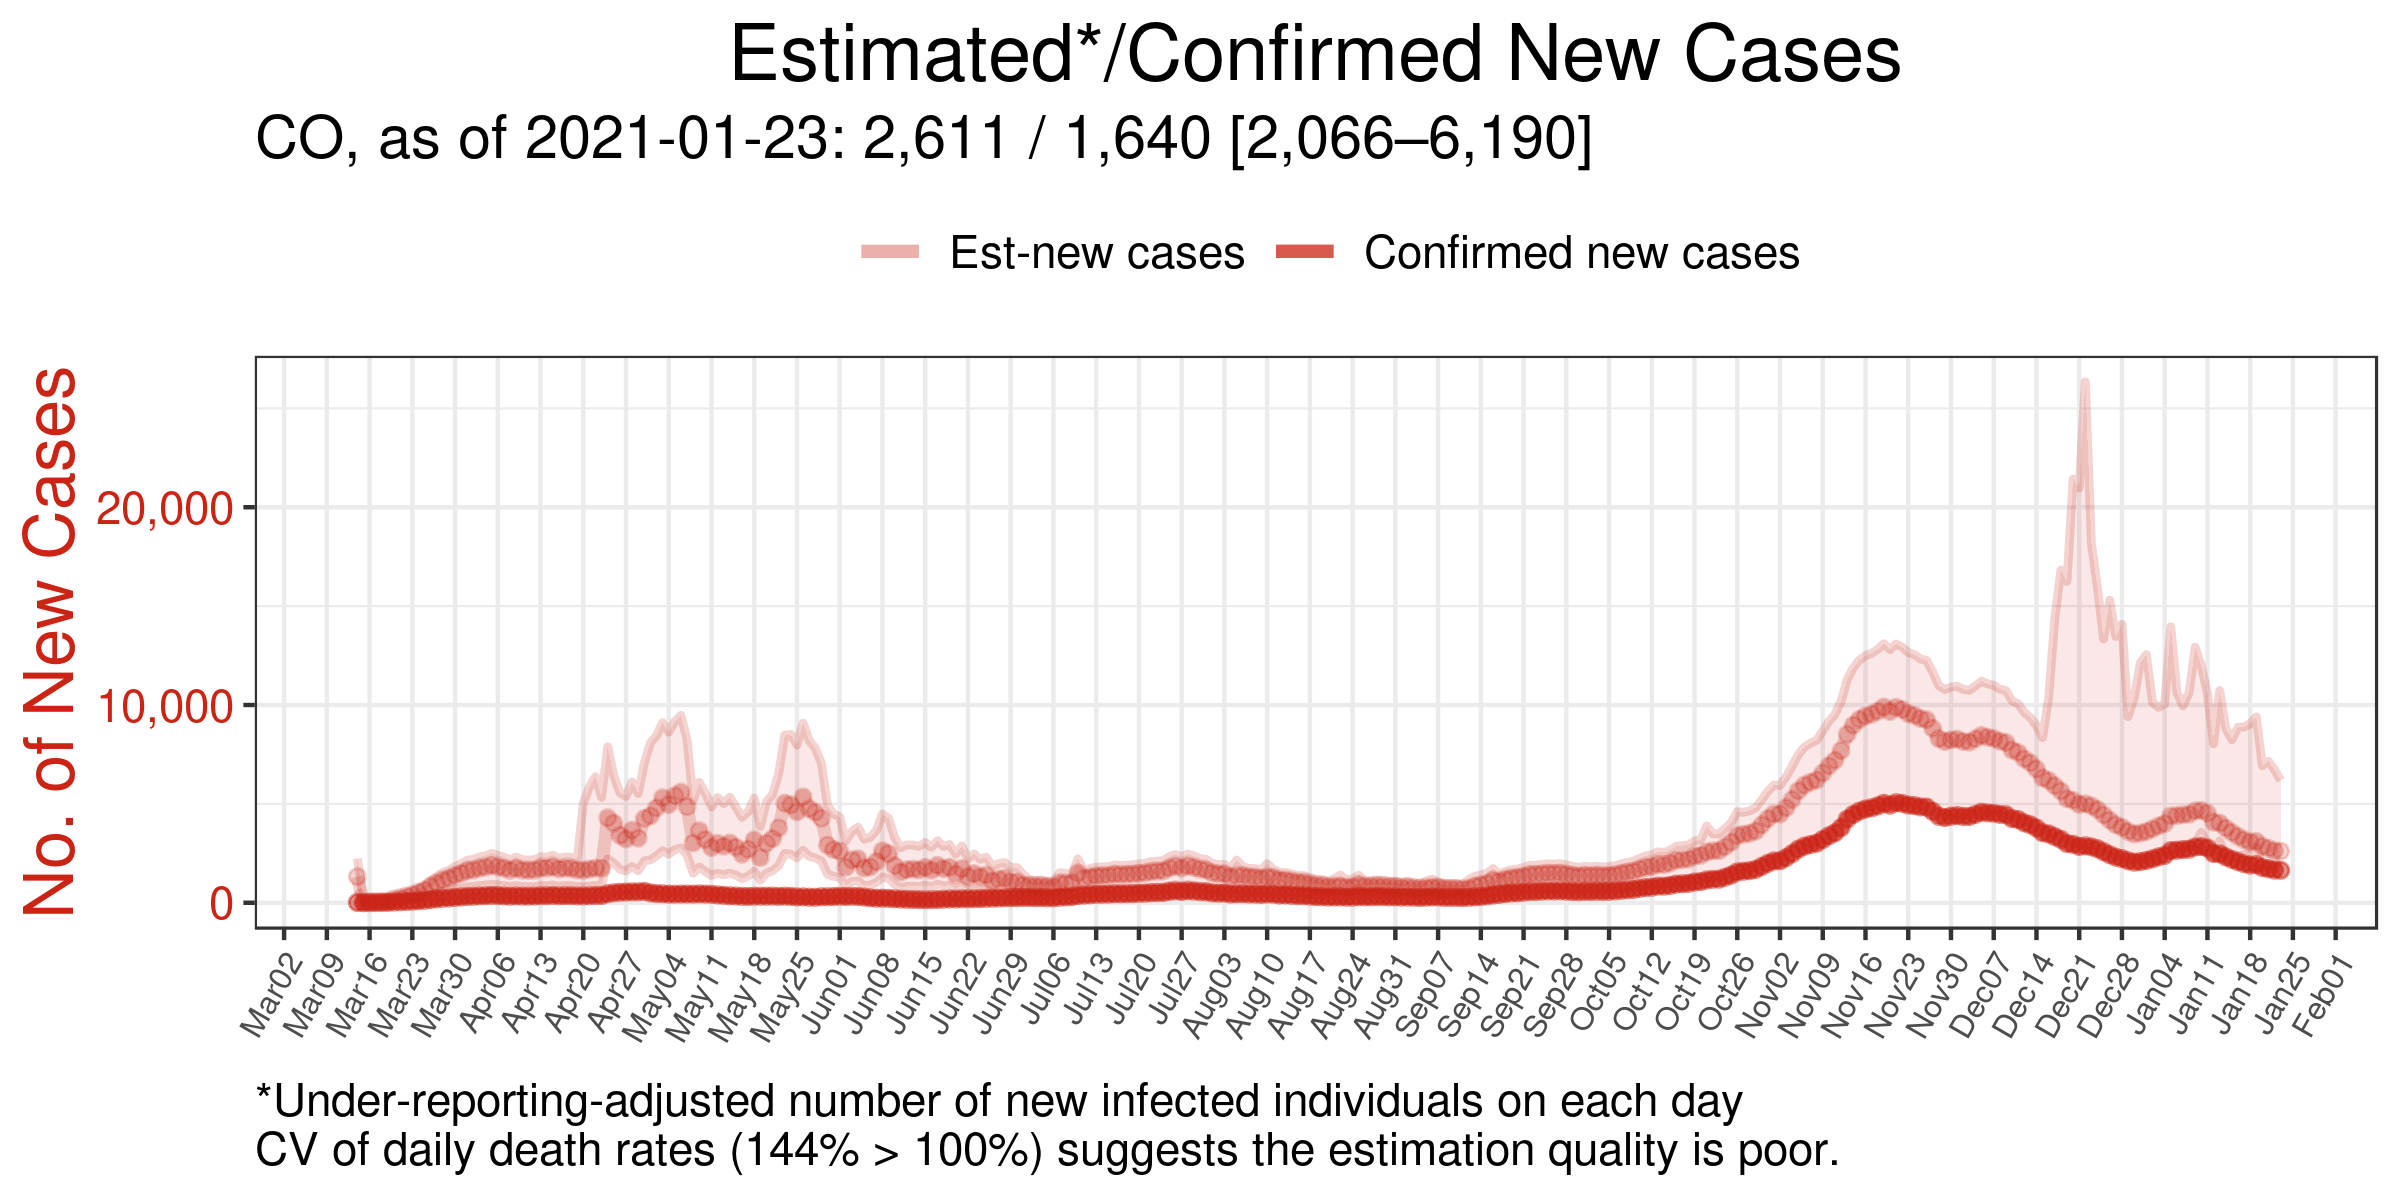 Estimated*/Confirmed New Cases
CO, as of 2021-01-23: 2,611 / 1,640 [2,066–6,190]
Est-new cases
Confirmed new cases
No. of New Cases
20,000
10,000
0
Mar02
Mar09
Mar16
Mar23
Mar30
Apr06
Apr13
Apr20
Apr27
May04
May11
May18
May25
Jun01
Jun08
Jun15
Jun22
Jun29
Jul06
Jul13
Jul20
Jul27
Aug03
Aug10
Aug17
Aug24
Aug31
Sep07
Sep14
Sep21
Sep28
Oct05
Oct12
Oct19
Oct26
Nov02
Nov09
Nov16
Nov23
Nov30
Dec07
Dec14
Dec21
Dec28
Jan04
Jan11
Jan18
Jan25
Feb01
*Under-reporting-adjusted number of new infected individuals on each day
CV of daily death rates (144% > 100%) suggests the estimation quality is poor.